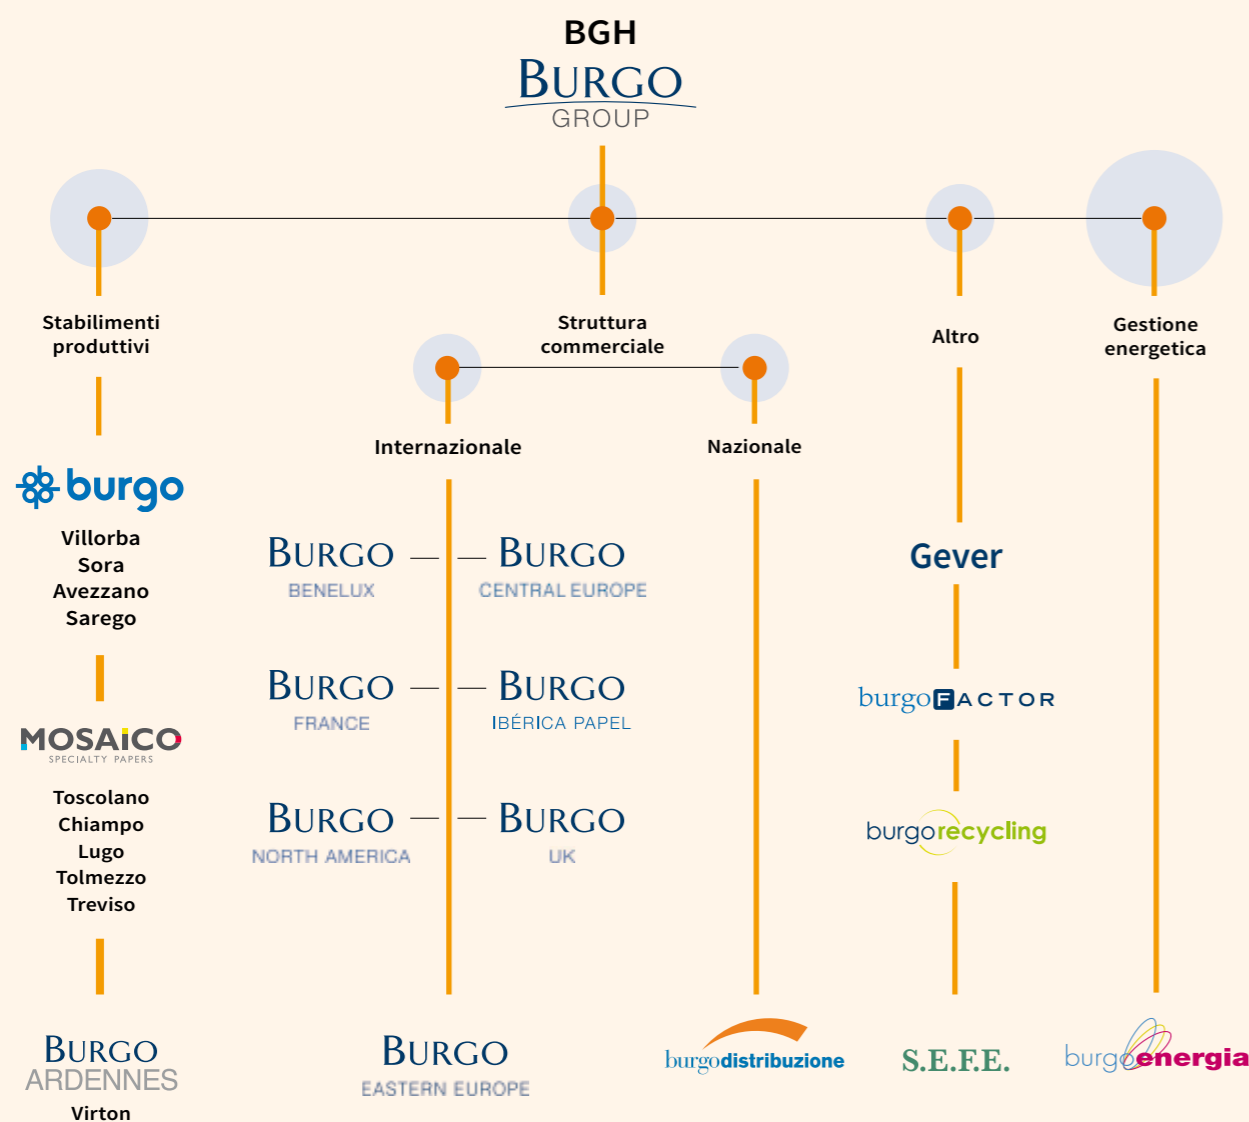 BGH
BURGO
GROUP
Stabilimenti
produttivi
Struttura
commerciale
Altro
Gestione
energetica
Internazionale
Nazionale
burgo
Villorba
Sora
Avezzano
Sarego
MOSAiCO
SPECIALTY PAPERS
Toscolano
Chiampo
Lugo
Tolmezzo
Treviso
BURGO
ARDENNES
Virton
BURGO
BENELUX
BURGO
CENTRAL EUROPE
BURGO
FRANCE
BURGO
IBÉRICA PAPEL
BURGO
NORTH AMERICA
BURGO
UK
BURGO
EASTERN EUROPE
burgodistribuzione
Gever
burgoFACTOR
burgorecycling
S.E.F.E.
burgoenergia